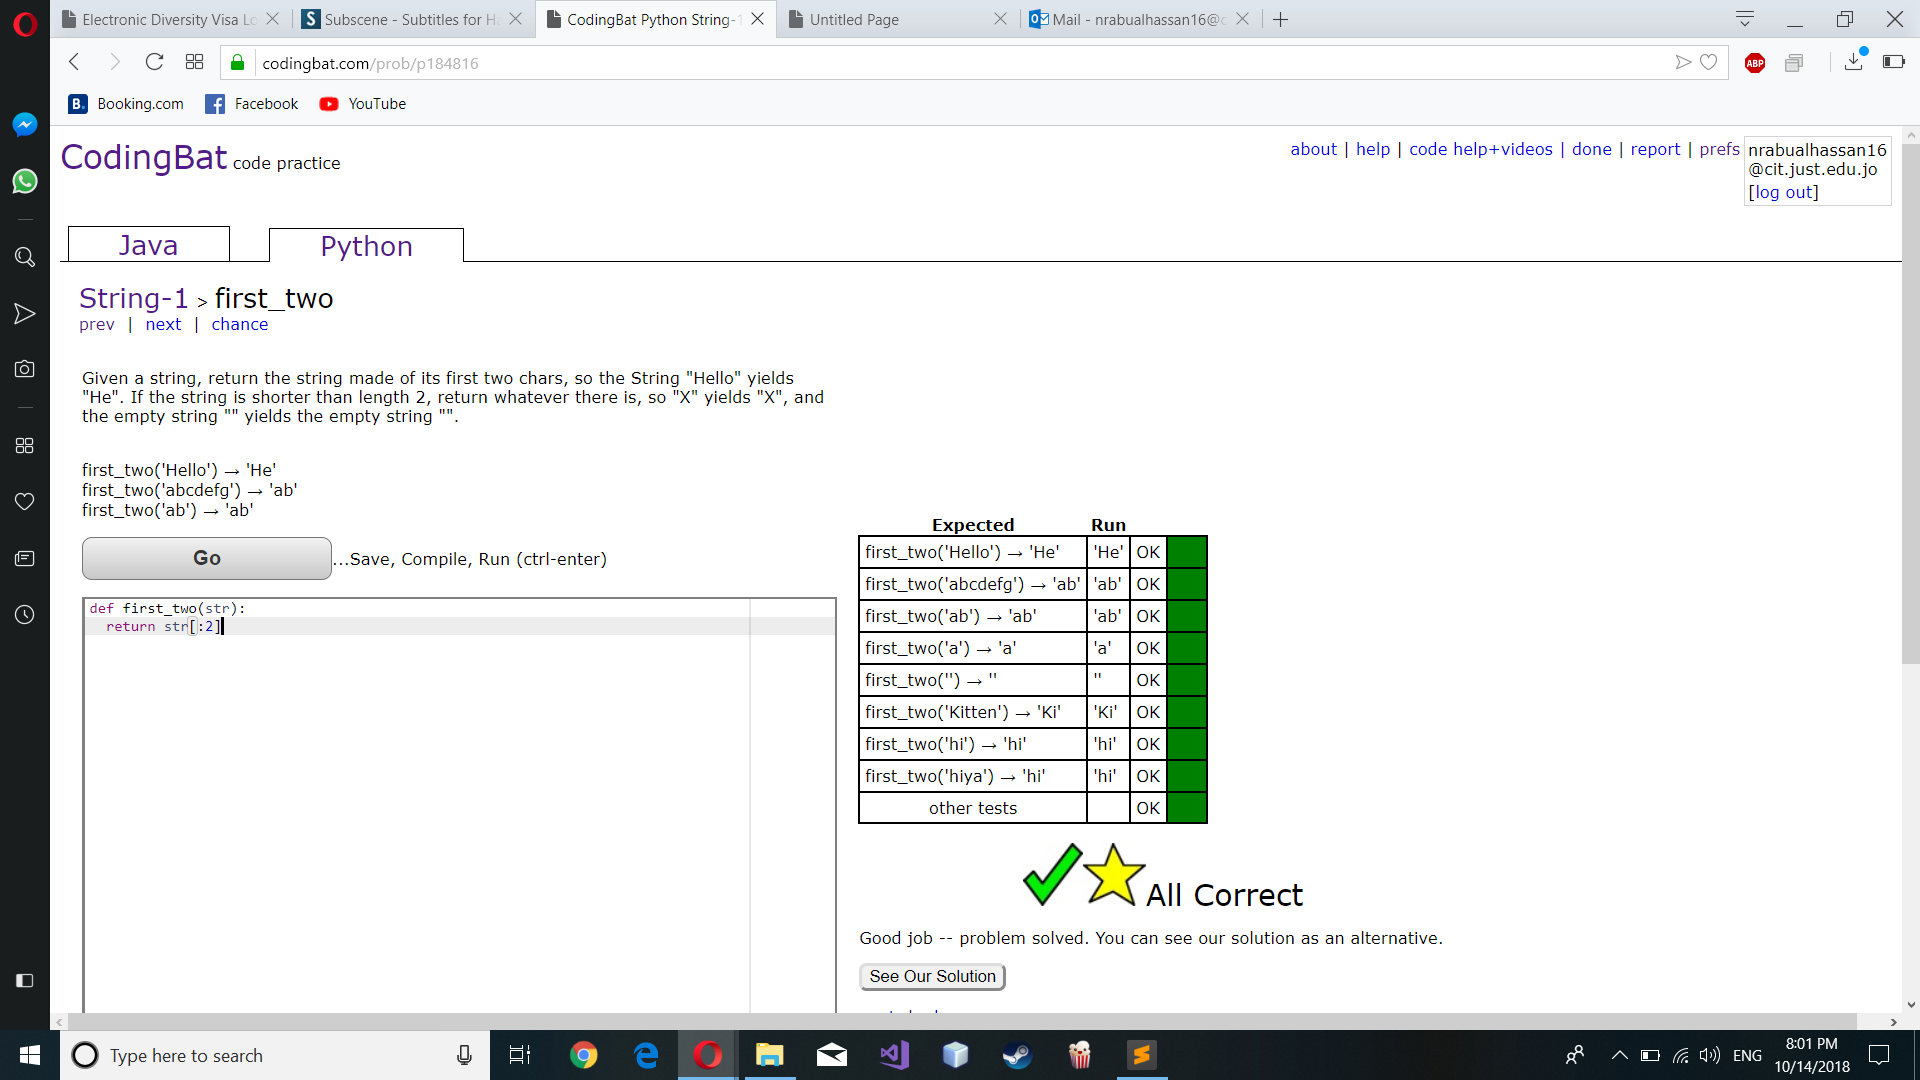 Electronic Diversity Visa Lo
Subscene - Subtitles for H
CodingBat Python String-1
Untitled Page
Mail - nrabualhassan16@c
codingbat.com/prob/p184816
ABP
B. Booking.com
Facebook
YouTube
CodingBat code practice
about | help | code help+videos | done | report | prefs
nrabualhassan16
@cit.just.edu.jo
[log out]
Java
Python
String-1 > first_two
prev | next | chance
Given a string, return the string made of its first two chars, so the String "Hello" yields
"He". If the string is shorter than length 2, return whatever there is, so "X" yields "X", and
the empty string "" yields the empty string "".
first_two('Hello') → 'He'
first_two('abcdefg') → 'ab'
first_two('ab') → 'ab'
Go ...Save, Compile, Run (ctrl-enter)
def first_two(str):
  return str[:2]
Expected Run
first_two('Hello') → 'He' 'He' OK
first_two('abcdefg') → 'ab' 'ab' OK
first_two('ab') → 'ab' 'ab' OK
first_two('a') → 'a' 'a' OK
first_two('') → '' '' OK
first_two('Kitten') → 'Ki' 'Ki' OK
first_two('hi') → 'hi' 'hi' OK
first_two('hiya') → 'hi' 'hi' OK
other tests OK
All Correct
Good job -- problem solved. You can see our solution as an alternative.
See Our Solution
Type here to search
ENG
8:01 PM
10/14/2018